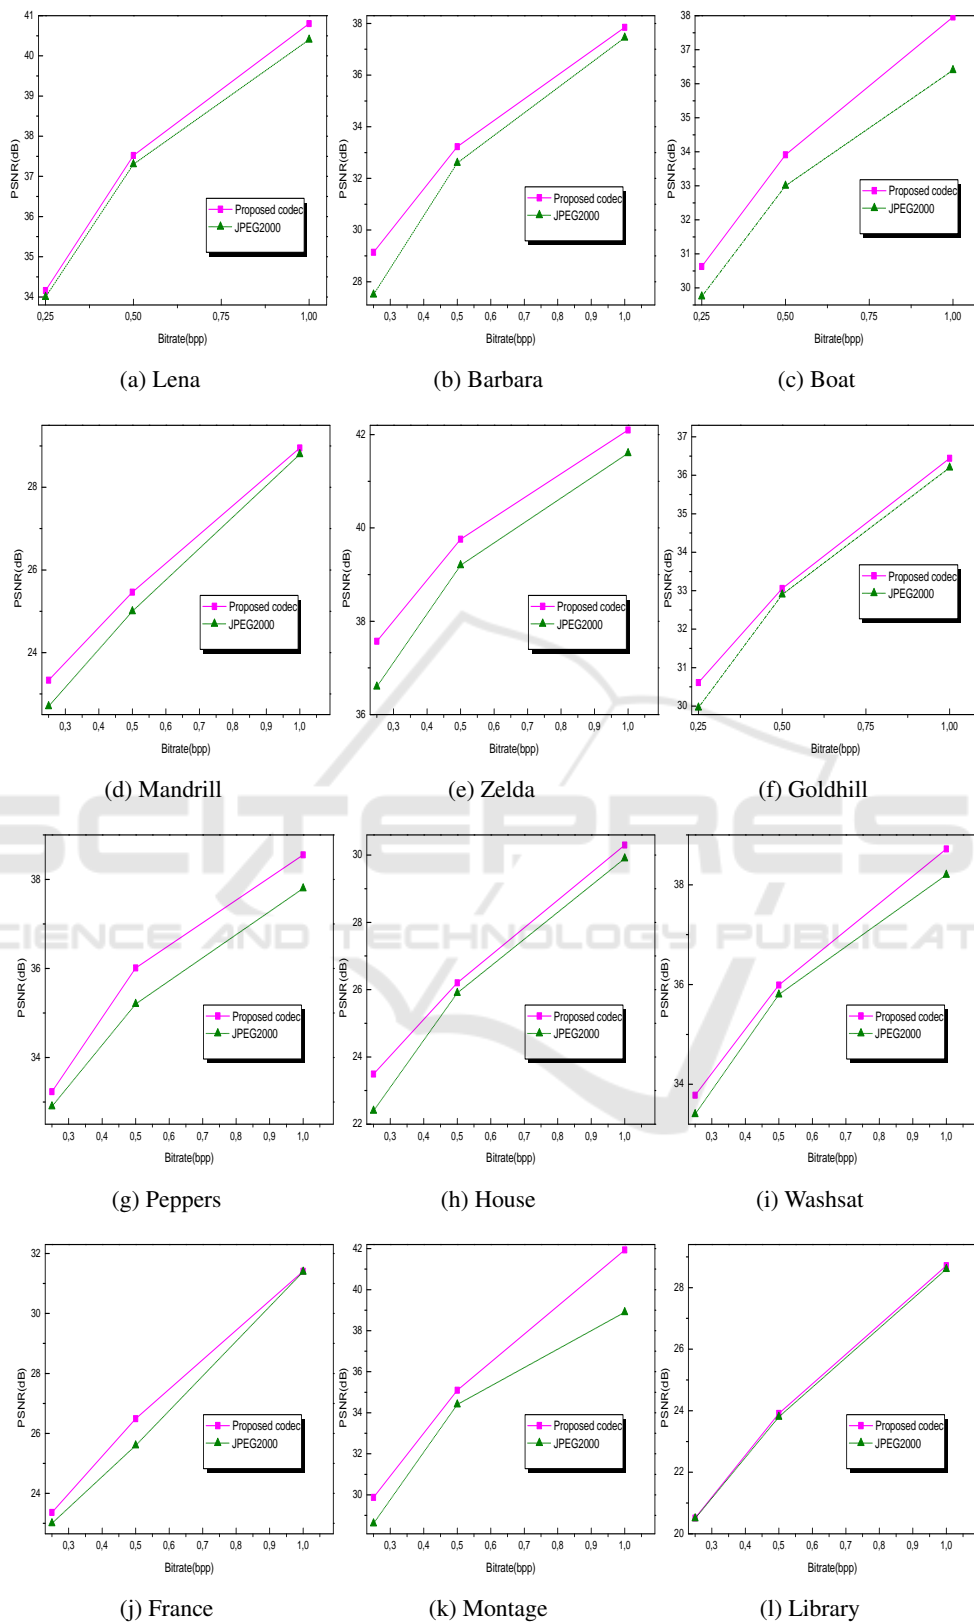 41
40
39
38
37
36
35
34
PSNR(dB)
Proposed codec
JPEG2000
0,25 0,50 0,75 1,00
Bitrate(bpp)
(a) Lena
38
36
34
32
30
28
PSNR(dB)
Proposed codec
JPEG2000
0,3 0,4 0,5 0,6 0,7 0,8 0,9 1,0
Bitrate(bpp)
(b) Barbara
38
37
36
35
34
33
32
31
30
PSNR(dB)
Proposed codec
JPEG2000
0,25 0,50 0,75 1,00
Bitrate(bpp)
(c) Boat
28
26
24
PSNR(dB)
Proposed codec
JPEG2000
0,3 0,4 0,5 0,6 0,7 0,8 0,9 1,0
Bitrate(bpp)
(d) Mandrill
42
40
38
36
PSNR(dB)
Proposed codec
JPEG2000
0,3 0,4 0,5 0,6 0,7 0,8 0,9 1,0
Bitrate(bpp)
(e) Zelda
37
36
35
34
33
32
31
30
PSNR(dB)
Proposed codec
JPEG2000
0,25 0,50 0,75 1,00
Bitrate(bpp)
(f) Goldhill
SCITEPRESS
SCIENCE AND TECHNOLOGY PUBLICATIONS
38
36
34
PSNR(dB)
Proposed codec
JPEG2000
0,3 0,4 0,5 0,6 0,7 0,8 0,9 1,0
Bitrate(bpp)
(g) Peppers
30
28
26
24
22
PSNR(dB)
Proposed codec
JPEG2000
0,3 0,4 0,5 0,6 0,7 0,8 0,9 1,0
Bitrate(bpp)
(h) House
38
36
34
PSNR(dB)
Proposed codec
JPEG2000
0,3 0,4 0,5 0,6 0,7 0,8 0,9 1,0
Bitrate(bpp)
(i) Washsat
32
30
28
26
24
PSNR(dB)
Proposed codec
JPEG2000
0,3 0,4 0,5 0,6 0,7 0,8 0,9 1,0
Bitrate(bpp)
(j) France
42
40
38
36
34
32
30
PSNR(dB)
Proposed codec
JPEG2000
0,3 0,4 0,5 0,6 0,7 0,8 0,9 1,0
Bitrate(bpp)
(k) Montage
28
26
24
22
20
PSNR(dB)
Proposed codec
JPEG2000
0,3 0,4 0,5 0,6 0,7 0,8 0,9 1,0
Bitrate(bpp)
(l) Library